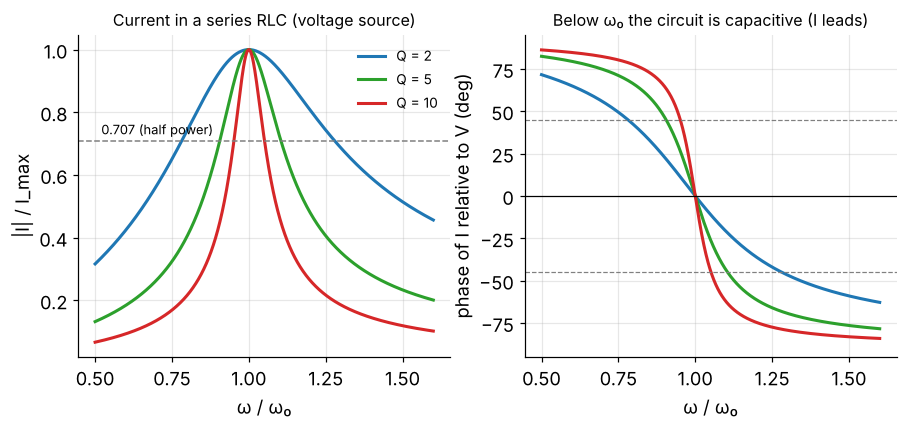 Current in a series RLC (voltage source)
|I| / I_max
1.0
0.8
0.6
0.4
0.2
0.707 (half power)
Q = 2
Q = 5
Q = 10
0.50 0.75 1.00 1.25 1.50
ω / ωₒ
Below ωₒ the circuit is capacitive (I leads)
phase of I relative to V (deg)
75
50
25
0
−25
−50
−75
0.50 0.75 1.00 1.25 1.50
ω / ωₒ